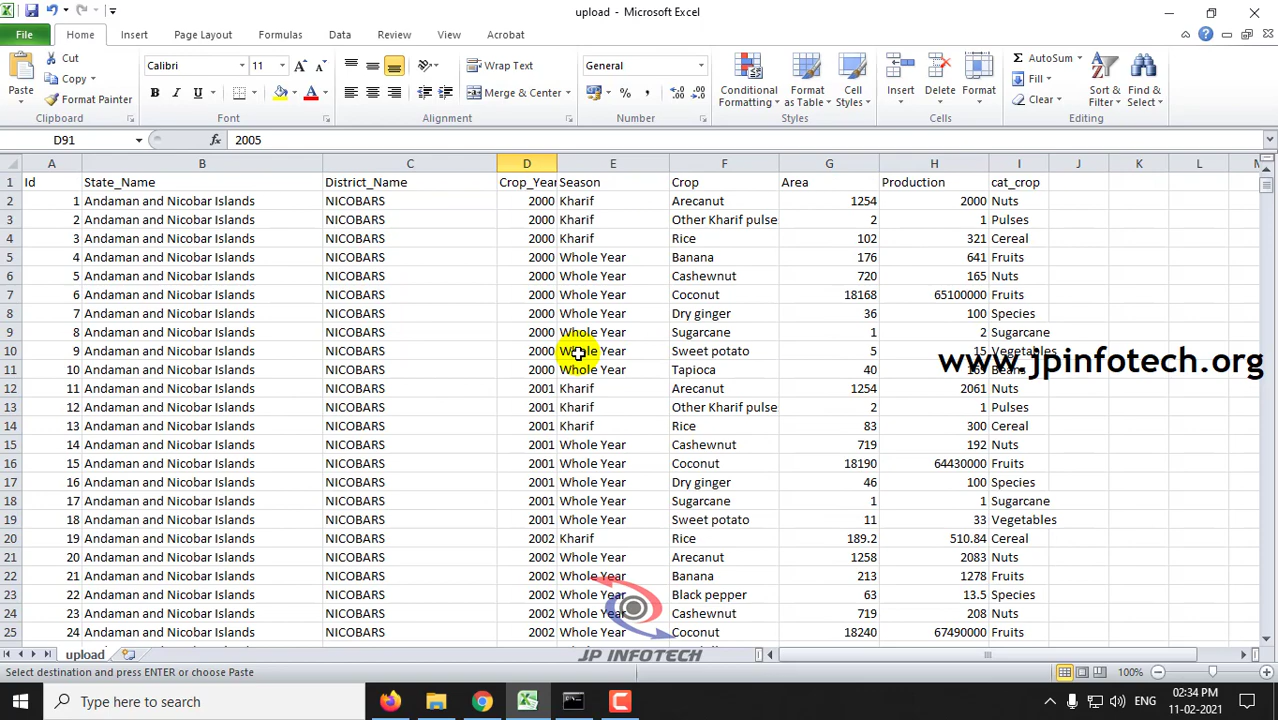 upload - Microsoft Excel
File Home Insert Page Layout Formulas Data Review View Acrobat
Paste
Cut
Copy
Format Painter
Clipboard
Calibri 11
B I U
Font
Wrap Text
Merge & Center
Alignment
General
Number
Conditional Formatting
Format as Table
Cell Styles
Styles
Insert
Delete
Format
Cells
AutoSum
Fill
Clear
Sort & Filter
Find & Select
Editing
D91 fx 2005
A B C D E F G H I J K L M
1 Id State_Name District_Name Crop_Year Season Crop Area Production cat_crop
2 1 Andaman and Nicobar Islands NICOBARS 2000 Kharif Arecanut 1254 2000 Nuts
3 2 Andaman and Nicobar Islands NICOBARS 2000 Kharif Other Kharif pulse 2 1 Pulses
4 3 Andaman and Nicobar Islands NICOBARS 2000 Kharif Rice 102 321 Cereal
5 4 Andaman and Nicobar Islands NICOBARS 2000 Whole Year Banana 176 641 Fruits
6 5 Andaman and Nicobar Islands NICOBARS 2000 Whole Year Cashewnut 720 165 Nuts
7 6 Andaman and Nicobar Islands NICOBARS 2000 Whole Year Coconut 18168 65100000 Fruits
8 7 Andaman and Nicobar Islands NICOBARS 2000 Whole Year Dry ginger 36 100 Species
9 8 Andaman and Nicobar Islands NICOBARS 2000 Whole Year Sugarcane 1 2 Sugarcane
10 9 Andaman and Nicobar Islands NICOBARS 2000 Whole Year Sweet potato 5 15 Vegetables
www.jpinfotech.org
11 10 Andaman and Nicobar Islands NICOBARS 2000 Whole Year Tapioca 40 Beans
12 11 Andaman and Nicobar Islands NICOBARS 2001 Kharif Arecanut 1254 2061 Nuts
13 12 Andaman and Nicobar Islands NICOBARS 2001 Kharif Other Kharif pulse 2 1 Pulses
14 13 Andaman and Nicobar Islands NICOBARS 2001 Kharif Rice 83 300 Cereal
15 14 Andaman and Nicobar Islands NICOBARS 2001 Whole Year Cashewnut 719 192 Nuts
16 15 Andaman and Nicobar Islands NICOBARS 2001 Whole Year Coconut 18190 64430000 Fruits
17 16 Andaman and Nicobar Islands NICOBARS 2001 Whole Year Dry ginger 46 100 Species
18 17 Andaman and Nicobar Islands NICOBARS 2001 Whole Year Sugarcane 1 1 Sugarcane
19 18 Andaman and Nicobar Islands NICOBARS 2001 Whole Year Sweet potato 11 33 Vegetables
20 19 Andaman and Nicobar Islands NICOBARS 2002 Kharif Rice 189.2 510.84 Cereal
21 20 Andaman and Nicobar Islands NICOBARS 2002 Whole Year Arecanut 1258 2083 Nuts
22 21 Andaman and Nicobar Islands NICOBARS 2002 Whole Year Banana 213 1278 Fruits
23 22 Andaman and Nicobar Islands NICOBARS 2002 Whole Year Black pepper 63 13.5 Species
24 23 Andaman and Nicobar Islands NICOBARS 2002 Whole Year Cashewnut 719 208 Nuts
25 24 Andaman and Nicobar Islands NICOBARS 2002 Whole Year Coconut 18240 67490000 Fruits
upload
JP INFOTECH
Select destination and press ENTER or choose Paste 100%
Type here to search
ENG
02:34 PM
11-02-2021